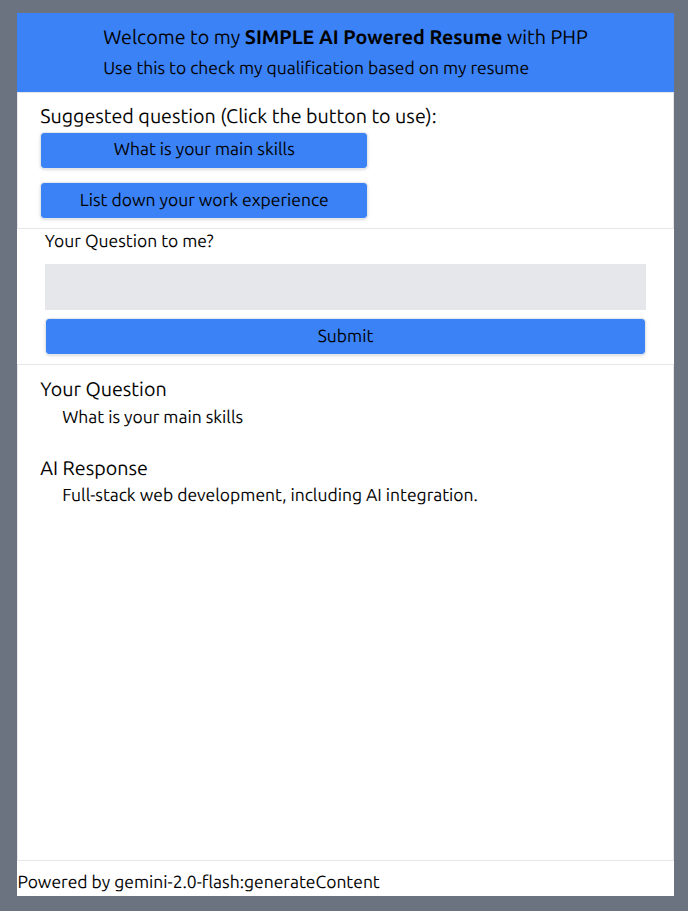 Welcome to my SIMPLE AI Powered Resume with PHP
Use this to check my qualification based on my resume
Suggested question (Click the button to use):
What is your main skills
List down your work experience
Your Question to me?
Submit
Your Question
What is your main skills
AI Response
Full-stack web development, including AI integration.
Powered by gemini-2.0-flash:generateContent